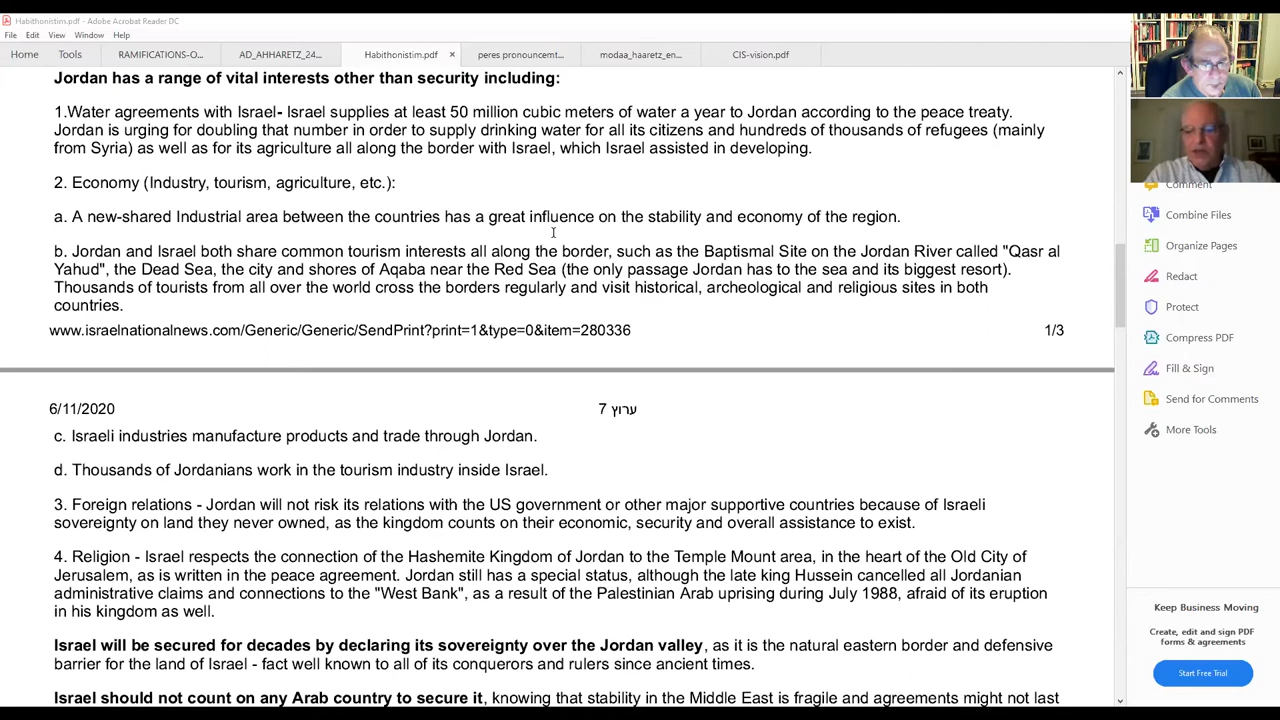 Habithonistim.pdf - Adobe Acrobat Reader DC
File Edit View Window Help
Home Tools RAMIFICATIONS-O... AD_AHHARETZ_24... Habithonistim.pdf × peres pronouncemt... modaa_haaretz_en... CIS-vision.pdf
Jordan has a range of vital interests other than security including:
1.Water agreements with Israel- Israel supplies at least 50 million cubic meters of water a year to Jordan according to the peace treaty.
Jordan is urging for doubling that number in order to supply drinking water for all its citizens and hundreds of thousands of refugees (mainly
from Syria) as well as for its agriculture all along the border with Israel, which Israel assisted in developing.
2. Economy (Industry, tourism, agriculture, etc.):
a. A new-shared Industrial area between the countries has a great influence on the stability and economy of the region.
b. Jordan and Israel both share common tourism interests all along the border, such as the Baptismal Site on the Jordan River called "Qasr al
Yahud", the Dead Sea, the city and shores of Aqaba near the Red Sea (the only passage Jordan has to the sea and its biggest resort).
Thousands of tourists from all over the world cross the borders regularly and visit historical, archeological and religious sites in both
countries.
www.israelnationalnews.com/Generic/Generic/SendPrint?print=1&type=0&item=280336 1/3
6/11/2020 ערוץ 7
c. Israeli industries manufacture products and trade through Jordan.
d. Thousands of Jordanians work in the tourism industry inside Israel.
3. Foreign relations - Jordan will not risk its relations with the US government or other major supportive countries because of Israeli
sovereignty on land they never owned, as the kingdom counts on their economic, security and overall assistance to exist.
4. Religion - Israel respects the connection of the Hashemite Kingdom of Jordan to the Temple Mount area, in the heart of the Old City of
Jerusalem, as is written in the peace agreement. Jordan still has a special status, although the late king Hussein cancelled all Jordanian
administrative claims and connections to the "West Bank", as a result of the Palestinian Arab uprising during July 1988, afraid of its eruption
in his kingdom as well.
Israel will be secured for decades by declaring its sovereignty over the Jordan valley, as it is the natural eastern border and defensive
barrier for the land of Israel - fact well known to all of its conquerors and rulers since ancient times.
Israel should not count on any Arab country to secure it, knowing that stability in the Middle East is fragile and agreements might not last
Comment
Combine Files
Organize Pages
Redact
Protect
Compress PDF
Fill & Sign
Send for Comments
More Tools
Keep Business Moving
Create, edit and sign PDF
forms & agreements
Start Free Trial